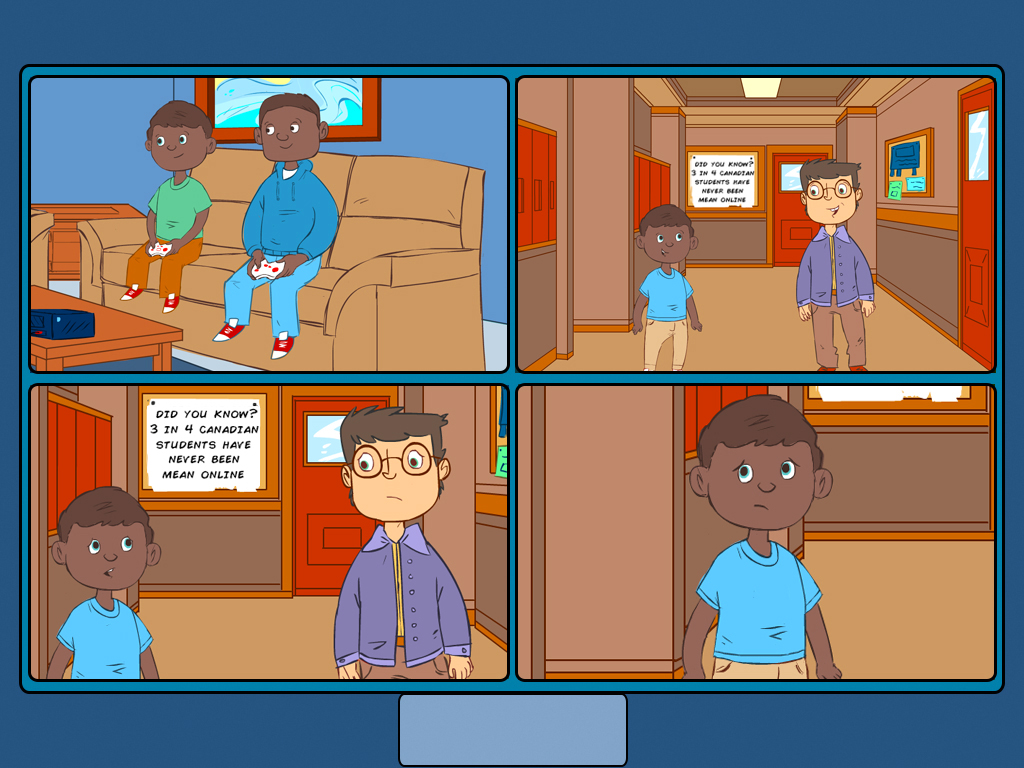 DID YOU KNOW?
3 IN 4 CANADIAN
STUDENTS HAVE
NEVER BEEN
MEAN ONLINE
DID YOU KNOW?
3 IN 4 CANADIAN
STUDENTS HAVE
NEVER BEEN
MEAN ONLINE